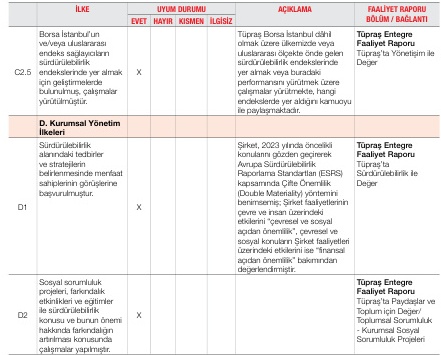 İLKE
UYUM DURUMU
AÇIKLAMA
FAALİYET RAPORU
BÖLÜM / BAĞLANTI
EVET
HAYIR
KISMEN
İLGİSİZ
C2.5
Borsa İstanbul'un
ve/veya uluslararası
endeks sağlayıcıların
sürdürülebilirlik
endekslerinde yer almak
için geliştirmelerde
bulunulmuş, çalışmalar
yürütülmüştür.
X
Tüpraş Borsa İstanbul dâhil
olmak üzere ülkemizde veya
uluslararası ölçekte önde gelen
sürdürülebilirlik endekslerinde
yer almak veya buradaki
performansını yürütmek üzere
çalışmalar yürütmekte, hangi
endekslerde yer aldığını kamuoyu
ile paylaşmaktadır.
Tüpraş Entegre
Faaliyet Raporu
Tüpraş'ta Yönetişim ile
Değer
D. Kurumsal Yönetim
İlkeleri
D1
Sürdürülebilirlik
alanındaki tedbirler
ve stratejilerin
belirlenmesinde menfaat
sahiplerinin görüşlerine
başvurulmuştur.
X
Şirket, 2023 yılında öncelikli
konularını gözden geçirerek
Avrupa Sürdürülebilirlik
Raporlama Standartları (ESRS)
kapsamında Çifte Önemlilik
(Double Materiality) yöntemini
benimsemiş; Şirket faaliyetlerinin
çevre ve insan üzerindeki
etkilerini "çevresel ve sosyal
açıdan önemlilik", çevresel ve
sosyal konuların Şirket faaliyetleri
üzerindeki etkilerini ise "finansal
açıdan önemlilik" bakımından
değerlendirmiştir.
Tüpraş Entegre
Faaliyet Raporu
Sürdürülebilirlik ile
Değer
D2
Sosyal sorumluluk
projeleri, farkındalık
etkinlikleri ve eğitimler
ile sürdürülebilirlik
konusu ve bunun önemi
hakkında farkındalığın
artırılması konusunda
çalışmalar yapılmıştır.
X
Tüpraş Entegre
Faaliyet Raporu
Tüpraş'ta Paydaşlar ve
Toplum için Değer/
Toplumsal Sorumluluk
- Kurumsal Sosyal
Sorumluluk Projeleri